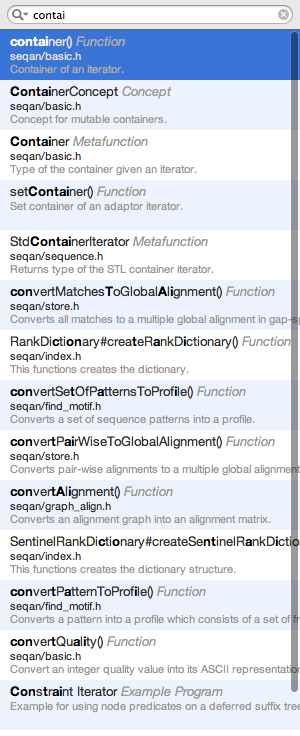 contai
container() Function
seqan/basic.h
Container of an iterator.
ContainerConcept Concept
Concept for mutable containers.
Container Metafunction
seqan/basic.h
Type of the container given an iterator.
setContainer() Function
Set container of an adaptor iterator.
StdContainerIterator Metafunction
seqan/sequence.h
Returns type of the STL container iterator.
convertMatchesToGlobalAlignment() Function
seqan/store.h
Converts all matches to a multiple global alignment in gap-s
RankDictionary#createRankDictionary() Function
seqan/index.h
This functions creates the dictionary.
convertSetOfPatternsToProfile() Function
seqan/find_motif.h
Converts a set of sequence patterns into a profile.
convertPairWiseToGlobalAlignment() Function
seqan/store.h
Converts pair-wise alignments to a multiple global alignment
convertAlignment() Function
seqan/graph_align.h
Converts an alignment graph into an alignment matrix.
SentinelRankDictionary#createSentinelRankDictio
seqan/index.h
This functions creates the dictionary structure.
convertPatternToProfile() Function
seqan/find_motif.h
Converts a pattern into a profile which consists of a set of fr
convertQuality() Function
seqan/basic.h
Convert an integer quality value into its ASCII representation
Constraint Iterator Example Program
Example for using node predicates on a deferred suffix tree